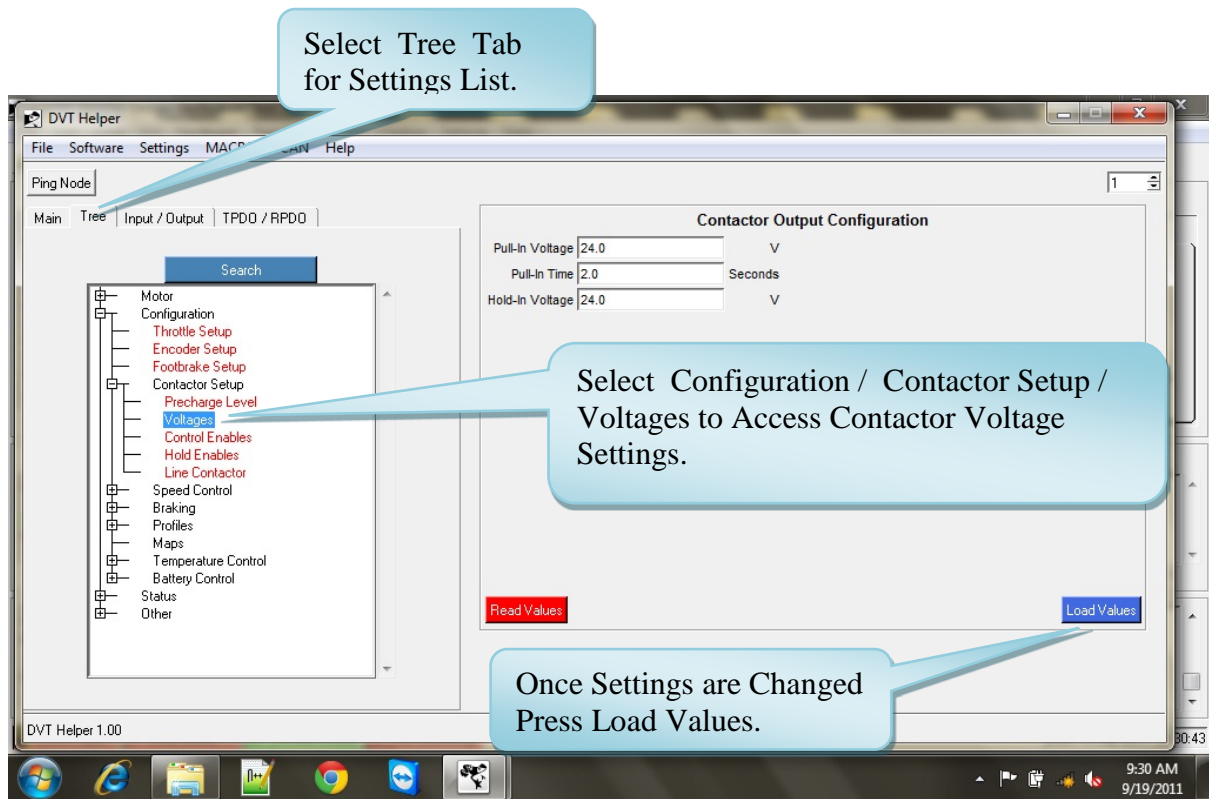 Select Tree Tab
for Settings List.
DVT Helper
File Software Settings Help
Ping Node
1
Main Tree Input / Output TPDO / RPDO
Search
Motor
Configuration
Throttle Setup
Encoder Setup
Footbrake Setup
Contactor Setup
Precharge Level
Voltages
Control Enables
Hold Enables
Line Contactor
Speed Control
Braking
Profiles
Maps
Temperature Control
Battery Control
Status
Other
Contactor Output Configuration
Pull-In Voltage 24.0 V
Pull-In Time 2.0 Seconds
Hold-In Voltage 24.0 V
Select Configuration / Contactor Setup /
Voltages to Access Contactor Voltage
Settings.
Read Values
Load Values
Once Settings are Changed
Press Load Values.
DVT Helper 1.00
30:43
9:30 AM
9/19/2011